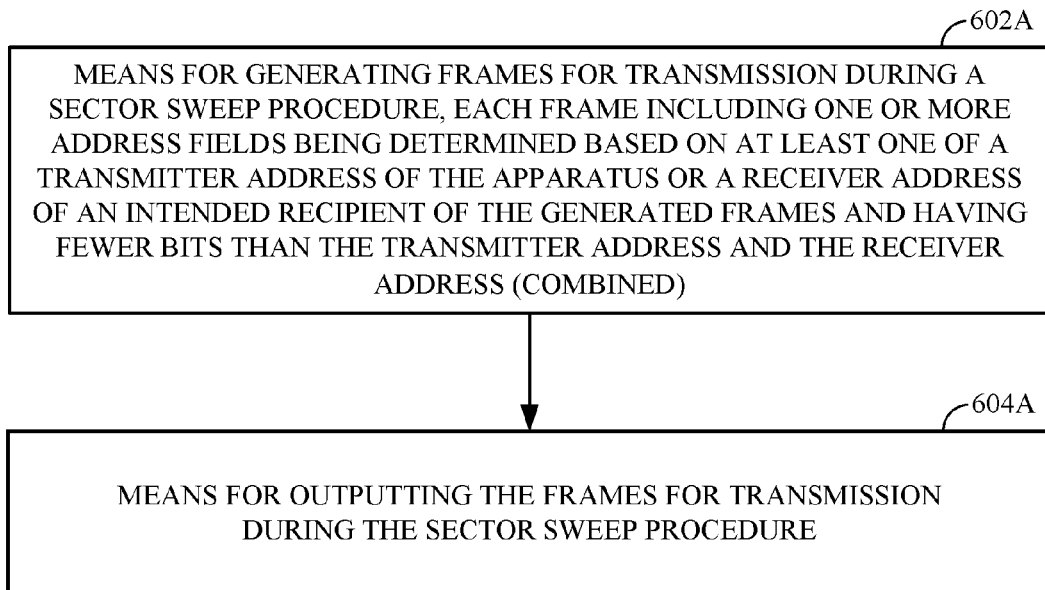 602A
MEANS FOR GENERATING FRAMES FOR TRANSMISSION DURING A
SECTOR SWEEP PROCEDURE, EACH FRAME INCLUDING ONE OR MORE
ADDRESS FIELDS BEING DETERMINED BASED ON AT LEAST ONE OF A
TRANSMITTER ADDRESS OF THE APPARATUS OR A RECEIVER ADDRESS
OF AN INTENDED RECIPIENT OF THE GENERATED FRAMES AND HAVING
FEWER BITS THAN THE TRANSMITTER ADDRESS AND THE RECEIVER
ADDRESS (COMBINED)
604A
MEANS FOR OUTPUTTING THE FRAMES FOR TRANSMISSION
DURING THE SECTOR SWEEP PROCEDURE